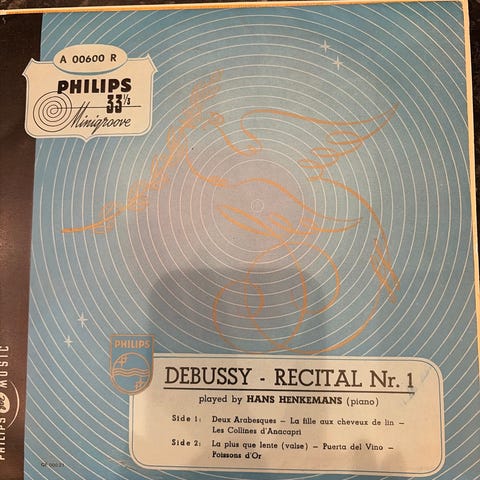 A 00600 R
PHILIPS
33 1/3
Minigroove
PHILIPS
DEBUSSY - RECITAL Nr. 1
played by HANS HENKEMANS (piano)
Side 1: Deux Arabesques — La fille aux cheveux de lin —
Les Collines d'Anacapri
Side 2: La plus que lente (valse) — Puerta del Vino —
Poissons d'Or
PHILIPS MUSIC